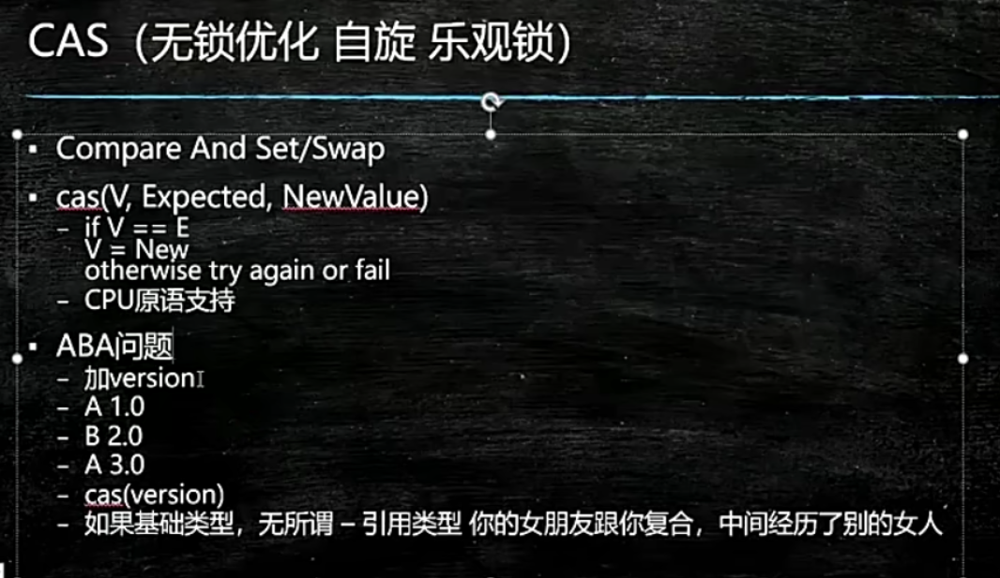 CAS（无锁优化 自旋 乐观锁）
▪ Compare And Set/Swap
▪ cas(V, Expected, NewValue)
– if V == E
V = New
otherwise try again or fail
– CPU原语支持
▪ ABA问题
– 加version
– A 1.0
– B 2.0
– A 3.0
– cas(version)
– 如果基础类型，无所谓 – 引用类型 你的女朋友跟你复合，中间经历了别的女人